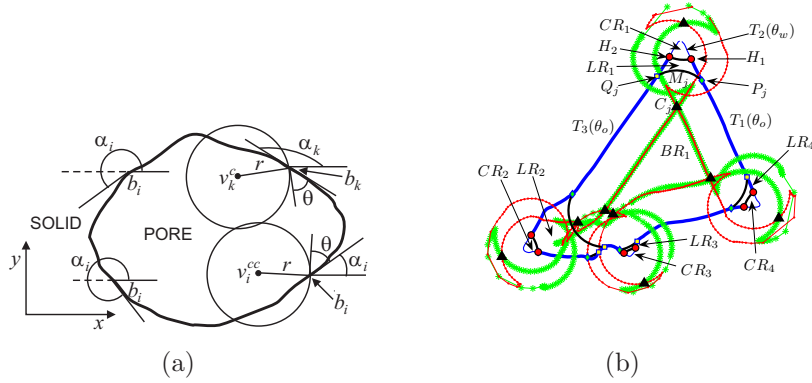 α_i
b_i
v_k^c
r
α_k
b_k
θ
SOLID
PORE
α_i
b_i
v_i^cc
r
θ
α_i
b_i
y
x
(a)
(b)
CR_1
T_2(θ_w)
H_2
H_1
LR_1
M_j
Q_j
P_j
C_j
T_3(θ_o)
T_1(θ_o)
BR_1
LR_4
CR_2
LR_2
LR_3
CR_3
CR_4